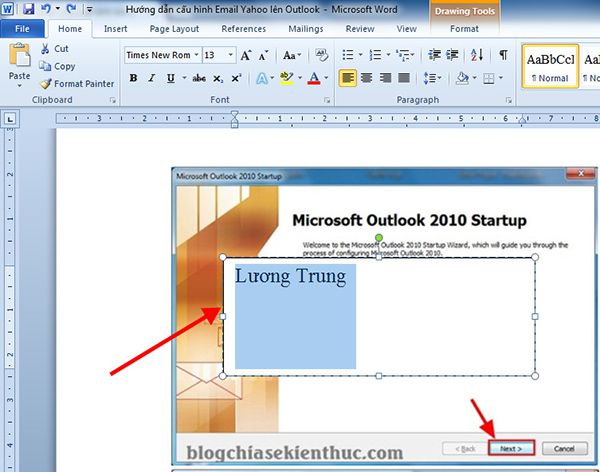 Hướng dẫn cấu hình Email Yahoo lên Outlook - Microsoft Word
Drawing Tools
File Home Insert Page Layout References Mailings Review View Format
Cut
Copy
Format Painter
Paste
Clipboard
Times New Rom 13
Font
Paragraph
AaBbCcI
¶ Normal
Microsoft Outlook 2010 Startup
Microsoft Outlook 2010 Startup
Welcome to the Microsoft Outlook 2010 Startup Wizard, which will guide you through the
process of configuring Microsoft Outlook 2010.
Lương Trung
blogchiasekienthuc.com
< Back Next > Cancel